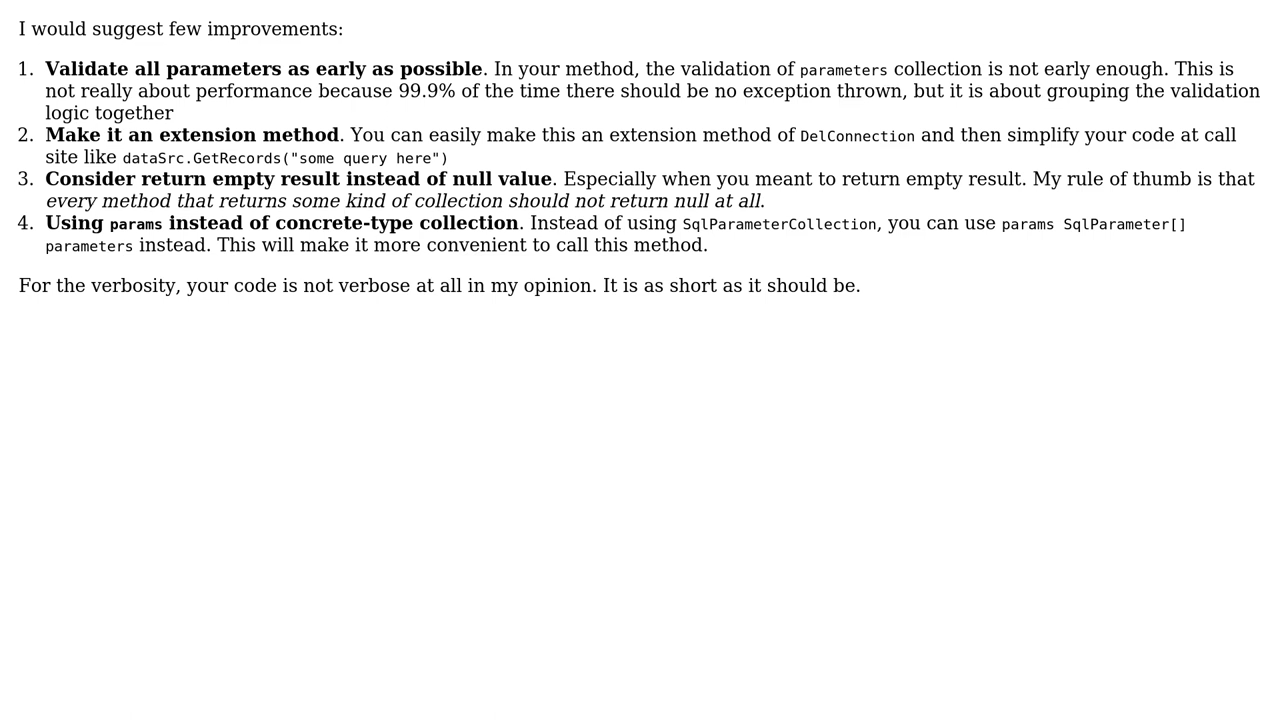 I would suggest few improvements:
1. Validate all parameters as early as possible. In your method, the validation of parameters collection is not early enough. This is
not really about performance because 99.9% of the time there should be no exception thrown, but it is about grouping the validation
logic together
2. Make it an extension method. You can easily make this an extension method of DelConnection and then simplify your code at call
site like dataSrc.GetRecords("some query here")
3. Consider return empty result instead of null value. Especially when you meant to return empty result. My rule of thumb is that
every method that returns some kind of collection should not return null at all.
4. Using params instead of concrete-type collection. Instead of using SqlParameterCollection, you can use params SqlParameter[]
parameters instead. This will make it more convenient to call this method.
For the verbosity, your code is not verbose at all in my opinion. It is as short as it should be.